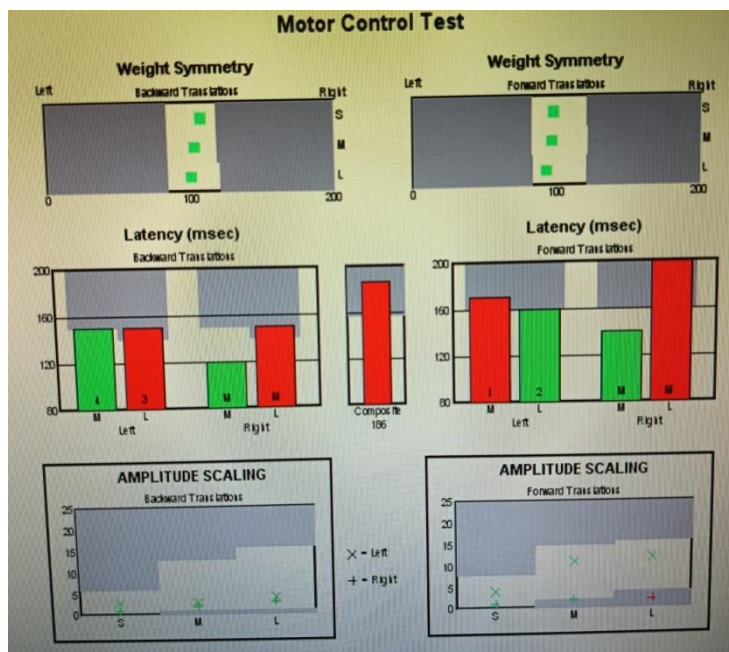 Motor Control Test
Weight Symmetry
Left Backward Translations Right
S
M
L
0 100 200
Weight Symmetry
Left Forward Translations Right
S
M
L
0 100 200
Latency (msec)
Backward Translations
200
160
120
80
4 3 M M
M L M L
Left Right
Composite
186
Latency (msec)
Forward Translations
200
160
120
80
1 2 M M
M L M L
Left Right
AMPLITUDE SCALING
Backward Translations
25
20
15
10
5
0
S M L
× - Left
+ - Right
AMPLITUDE SCALING
Forward Translations
25
20
15
10
5
0
S M L